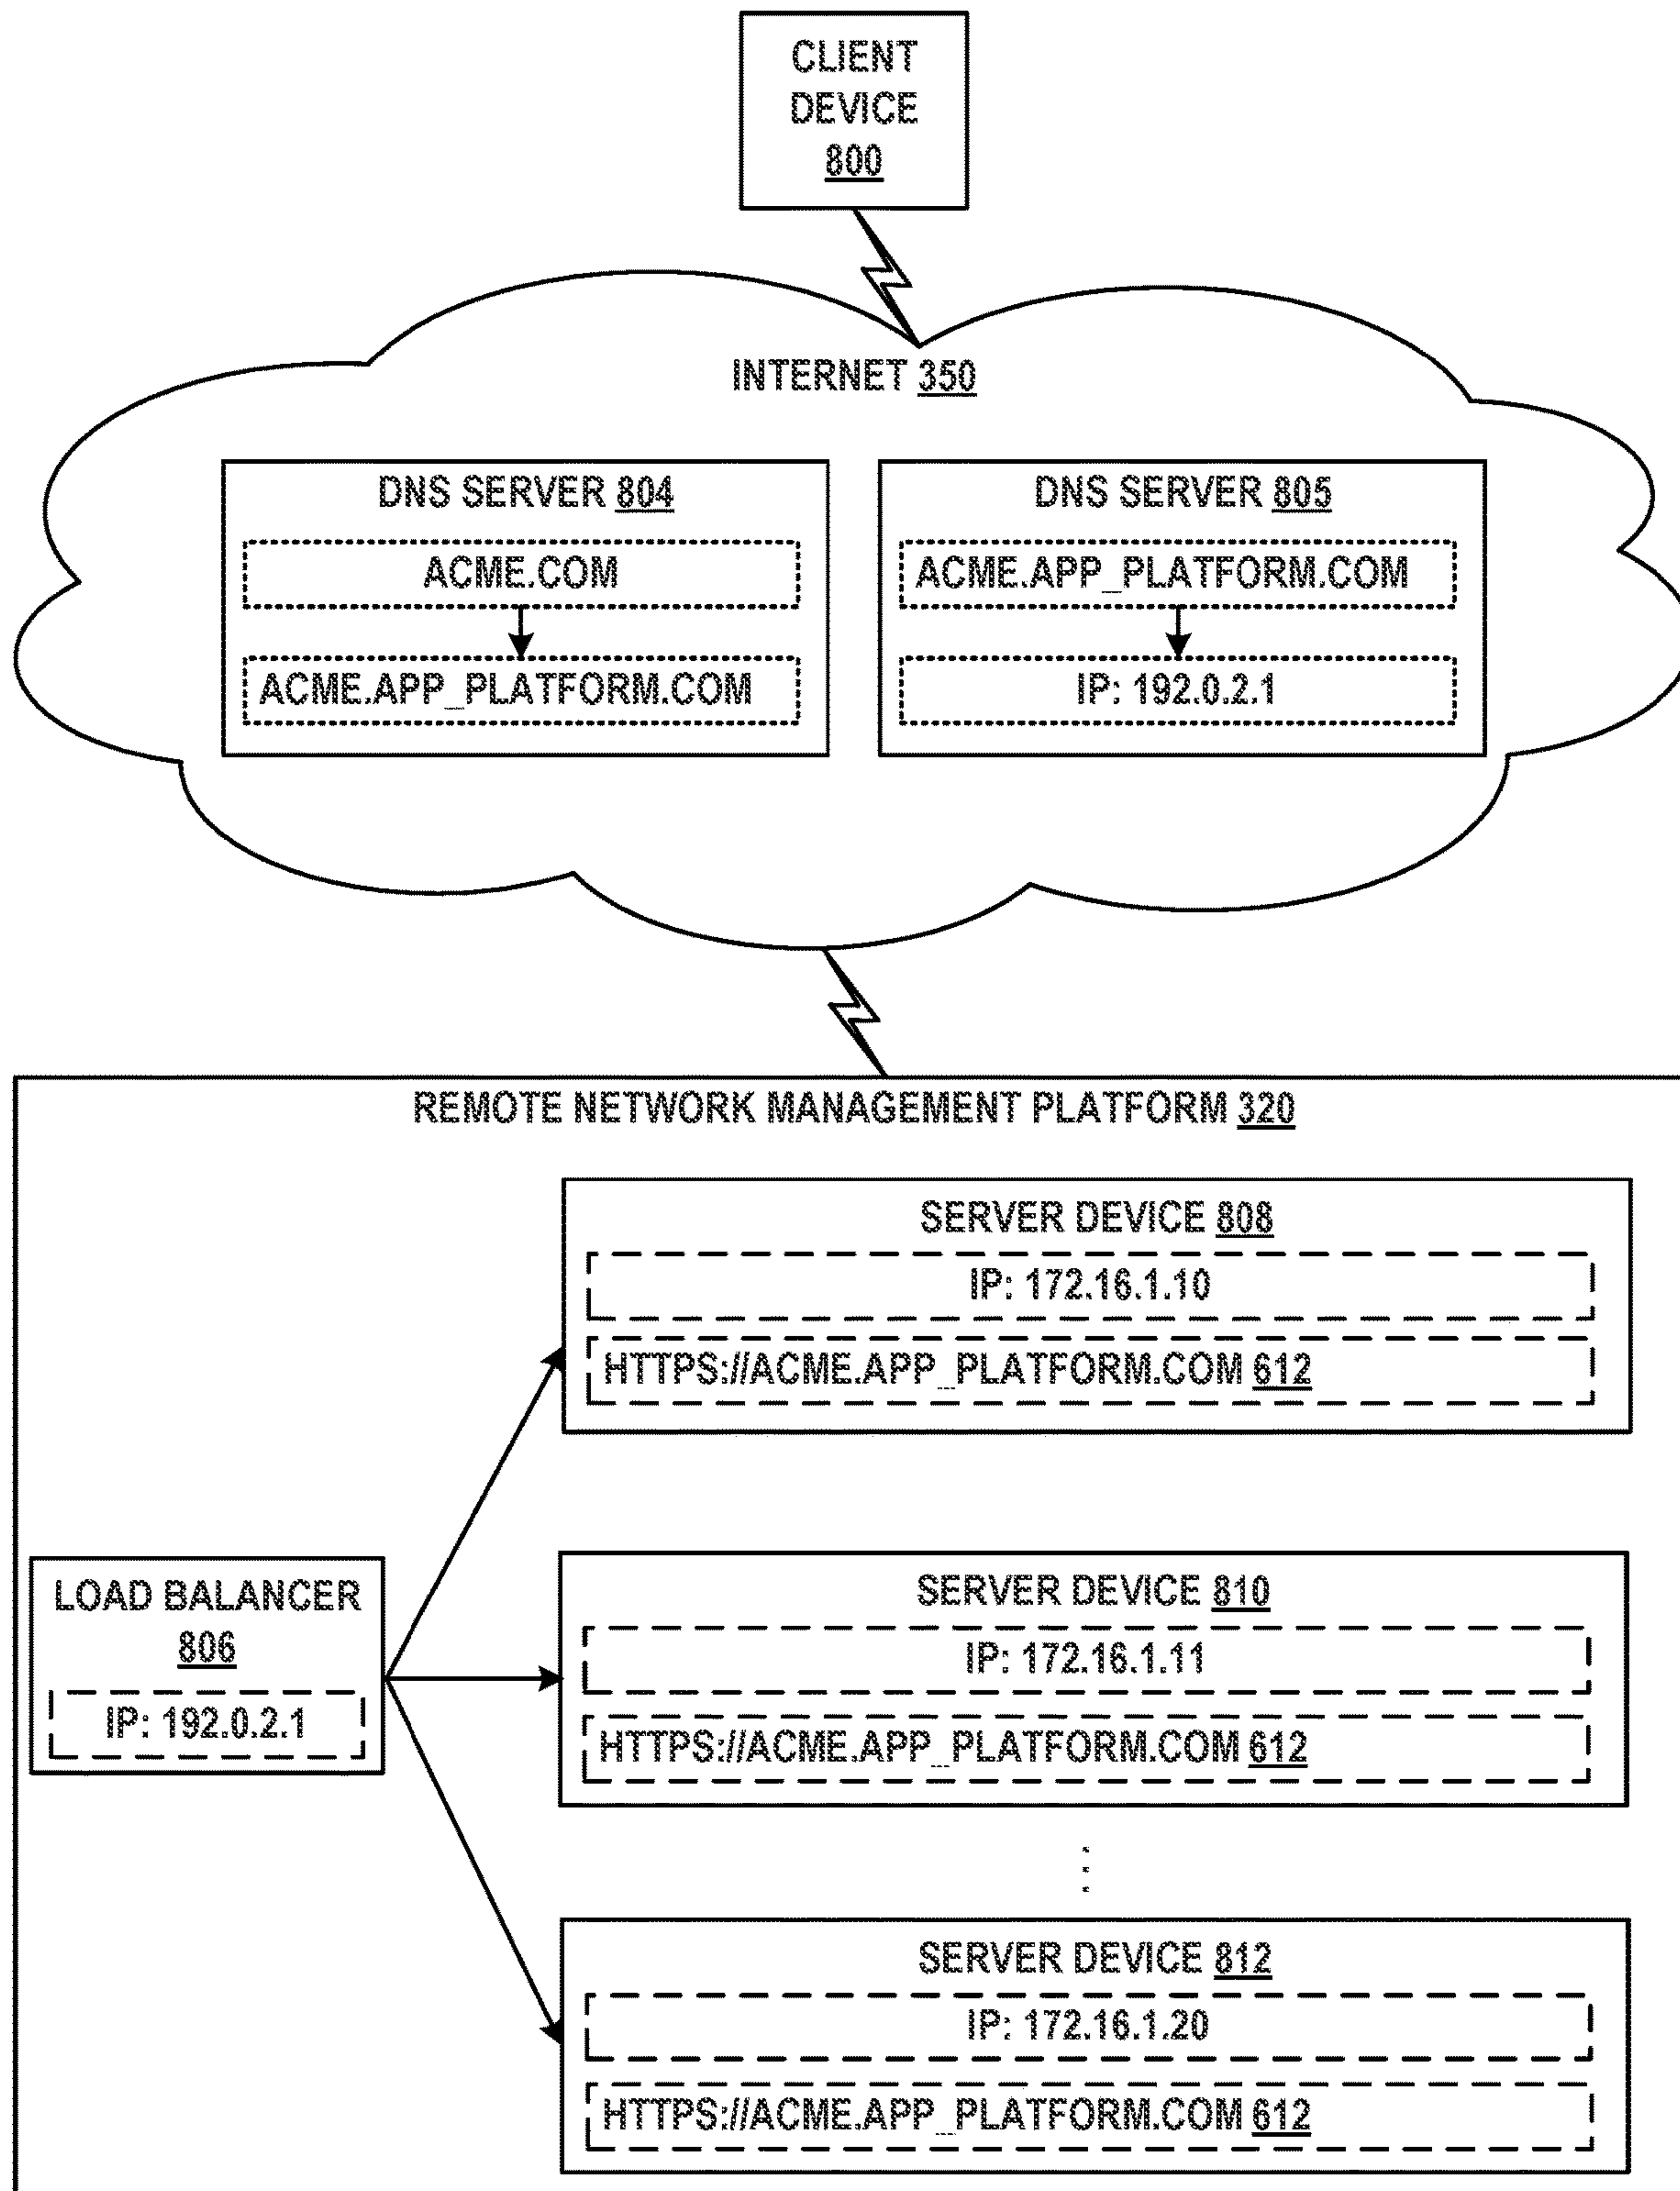 CLIENT
DEVICE
800
INTERNET 350
DNS SERVER 804
ACME.COM
ACME.APP_PLATFORM.COM
DNS SERVER 805
ACME.APP_PLATFORM.COM
IP: 192.0.2.1
REMOTE NETWORK MANAGEMENT PLATFORM 320
LOAD BALANCER
806
IP: 192.0.2.1
SERVER DEVICE 808
IP: 172.16.1.10
HTTPS://ACME.APP_PLATFORM.COM 612
SERVER DEVICE 810
IP: 172.16.1.11
HTTPS://ACME.APP_PLATFORM.COM 612
SERVER DEVICE 812
IP: 172.16.1.20
HTTPS://ACME.APP_PLATFORM.COM 612